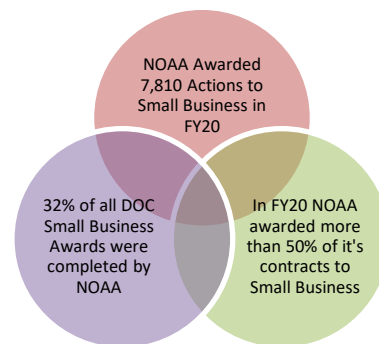 NOAA Awarded
7,810 Actions to
Small Business in
FY20
32% of all DOC
Small Business
Awards were
completed by
NOAA
In FY20 NOAA
awarded more
than 50% of it's
contracts to
Small Business